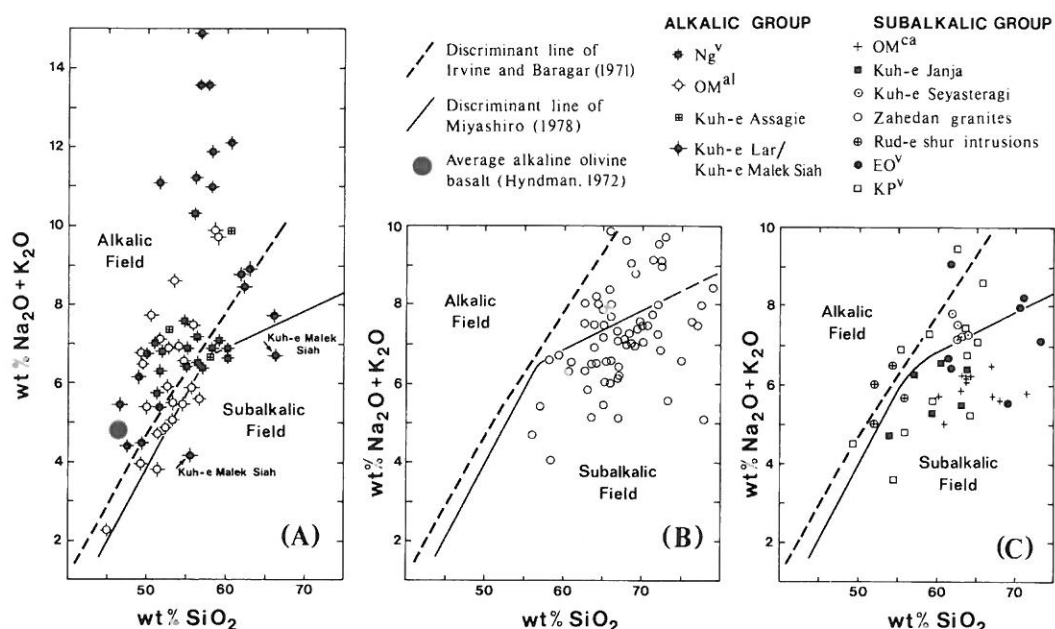 14
12
10
8
6
4
2
wt% Na2O+K2O
Alkalic
Field
Subalkalic
Field
Kuh-e Malek
Siah
Kuh-e Malek Siah
(A)
50
60
70
wt% SiO2
Discriminant line of
Irvine and Baragar (1971)
Discriminant line of
Miyashiro (1978)
Average alkaline olivine
basalt (Hyndman, 1972)
ALKALIC GROUP
Ngv
OMal
Kuh-e Assagie
Kuh-e Lar/
Kuh-e Malek Siah
SUBALKALIC GROUP
OMca
Kuh-e Janja
Kuh-e Seyasteragi
Zahedan granites
Rud-e shur intrusions
EOv
KPv
10
8
6
4
2
wt% Na2O+K2O
Alkalic
Field
Subalkalic
Field
(B)
50
60
70
wt% SiO2
10
8
6
4
2
wt% Na2O+K2O
Alkalic
Field
Subalkalic
Field
(C)
50
60
70
wt% SiO2